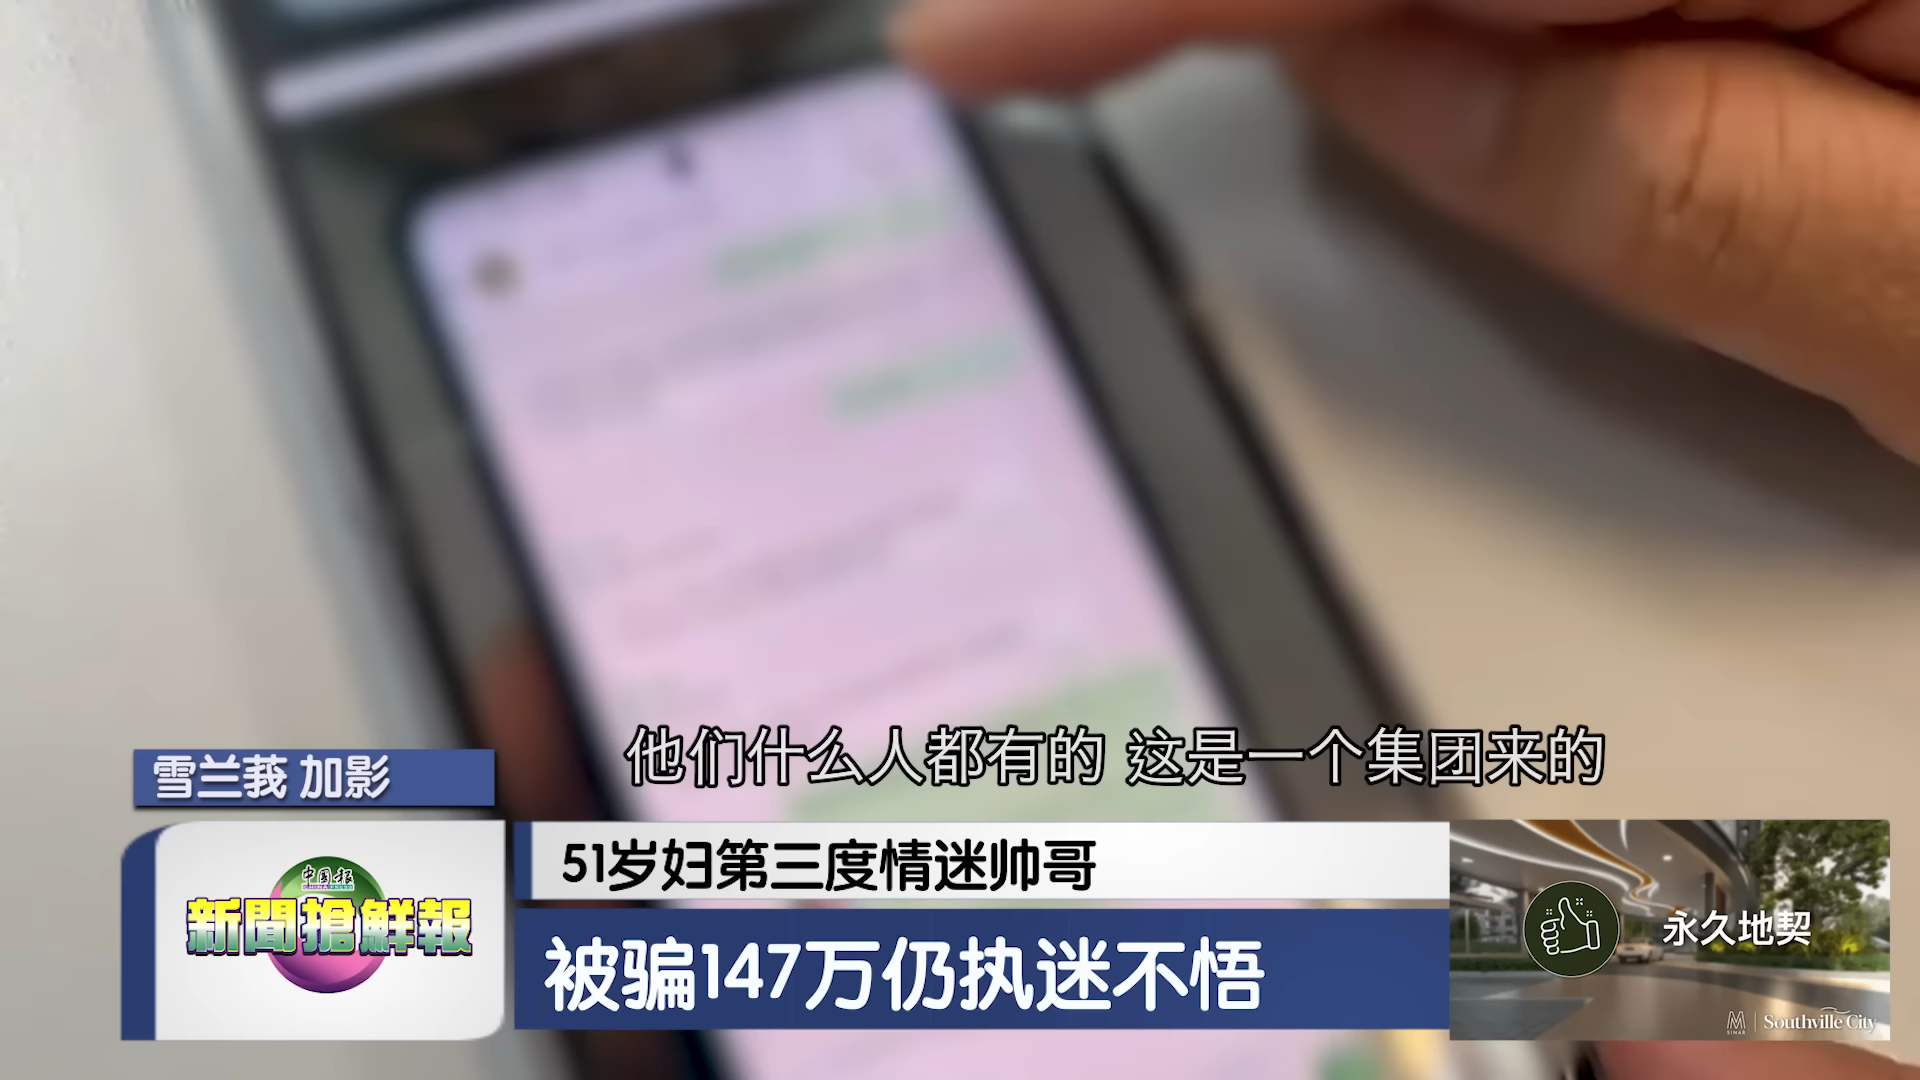 他们什么人都有的 这是一个集团来的
雪兰莪 加影
51岁妇第三度情迷帅哥
被骗147万仍执迷不悟
中国报
CHINA PRESS
新聞搶鮮報
永久地契
SINAR
Southville City